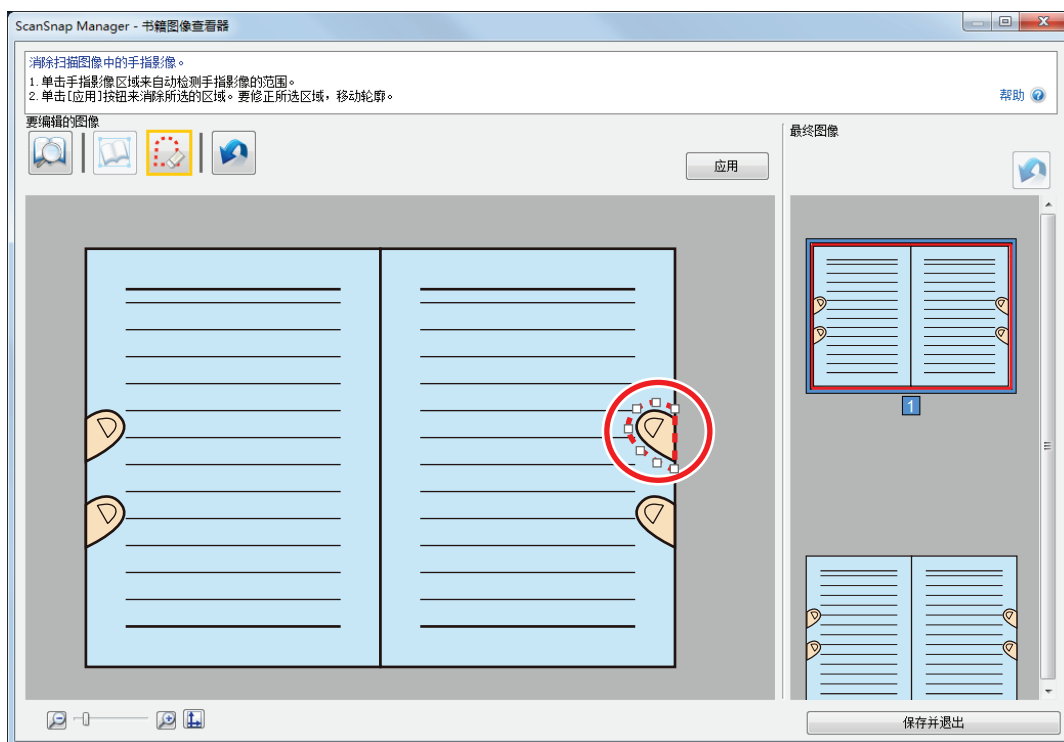 ScanSnap Manager - 书籍图像查看器
消除扫描图像中的手指影像。
1. 单击手指影像区域来自动检测手指影像的范围。
2. 单击[应用]按钮来消除所选的区域。要修正所选区域，移动轮廓。
帮助
要编辑的图像
应用
最终图像
1
保存并退出